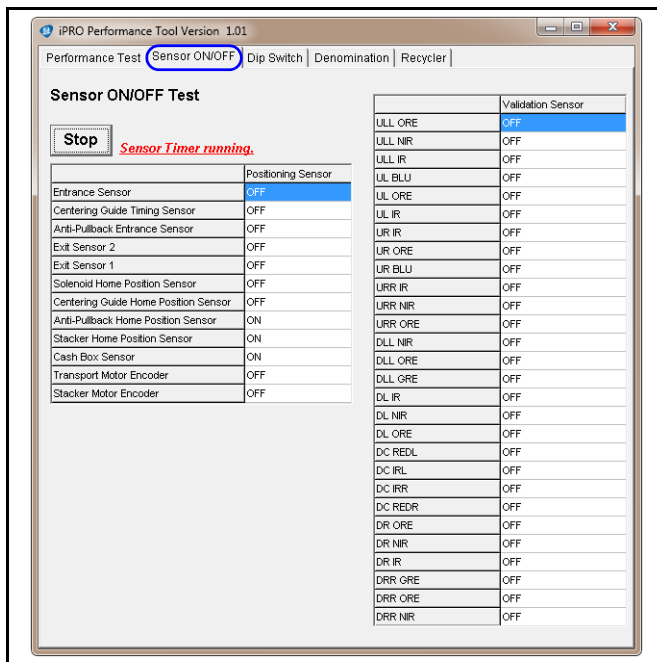 iPRO Performance Tool Version 1.01
Performance Test Sensor ON/OFF Dip Switch Denomination Recycler
Sensor ON/OFF Test
Stop
Sensor Timer running.
Positioning Sensor
Entrance Sensor OFF
Centering Guide Timing Sensor OFF
Anti-Pullback Entrance Sensor OFF
Exit Sensor 2 OFF
Exit Sensor 1 OFF
Solenoid Home Position Sensor OFF
Centering Guide Home Position Sensor OFF
Anti-Pullback Home Position Sensor ON
Stacker Home Position Sensor ON
Cash Box Sensor ON
Transport Motor Encoder OFF
Stacker Motor Encoder OFF
Validation Sensor
ULL ORE OFF
ULL NIR OFF
ULL IR OFF
UL BLU OFF
UL ORE OFF
UL IR OFF
UR IR OFF
UR ORE OFF
UR BLU OFF
URR IR OFF
URR NIR OFF
URR ORE OFF
DLL NIR OFF
DLL ORE OFF
DLL GRE OFF
DL IR OFF
DL NIR OFF
DL ORE OFF
DC REDL OFF
DC IRL OFF
DC IRR OFF
DC REDR OFF
DR ORE OFF
DR NIR OFF
DR IR OFF
DRR GRE OFF
DRR ORE OFF
DRR NIR OFF